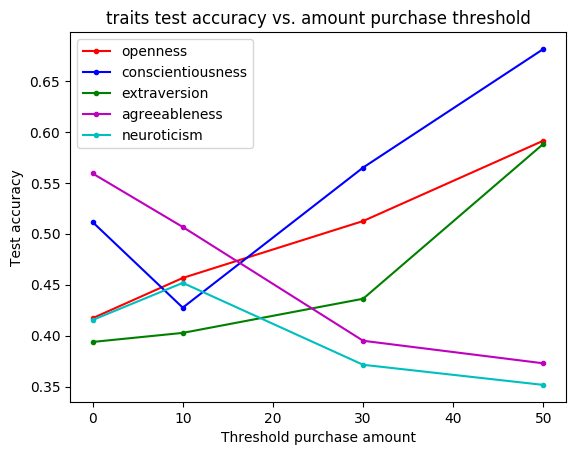 traits test accuracy vs. amount purchase threshold
openness
conscientiousness
extraversion
agreeableness
neuroticism
Test accuracy
0.65
0.60
0.55
0.50
0.45
0.40
0.35
0
10
20
30
40
50
Threshold purchase amount